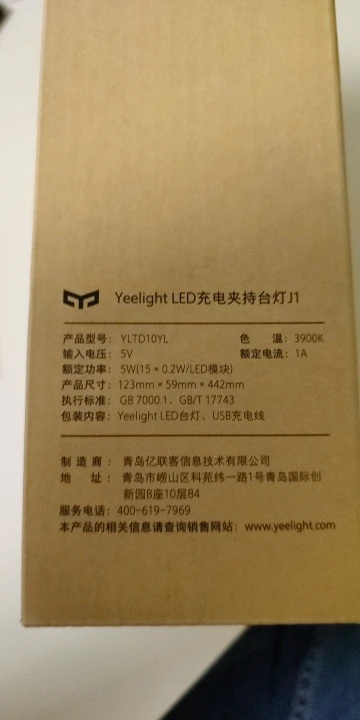 Yeelight LED充电夹持台灯J1
产品型号： YLTD10YL 色 温：3900K
输入电压： 5V 额定电流：1A
额定功率： 5W(15 × 0.2W/LED模块)
产品尺寸： 123mm × 59mm × 442mm
执行标准： GB 7000.1、GB/T 17743
包装内容： Yeelight LED台灯、USB充电线
制 造 商 ： 青岛亿联客信息技术有限公司
地 址 ： 青岛市崂山区科苑纬一路1号青岛国际创
新园B座10层B4
服务电话：400-619-7969
本产品的相关信息请查询销售网站：www.yeelight.com